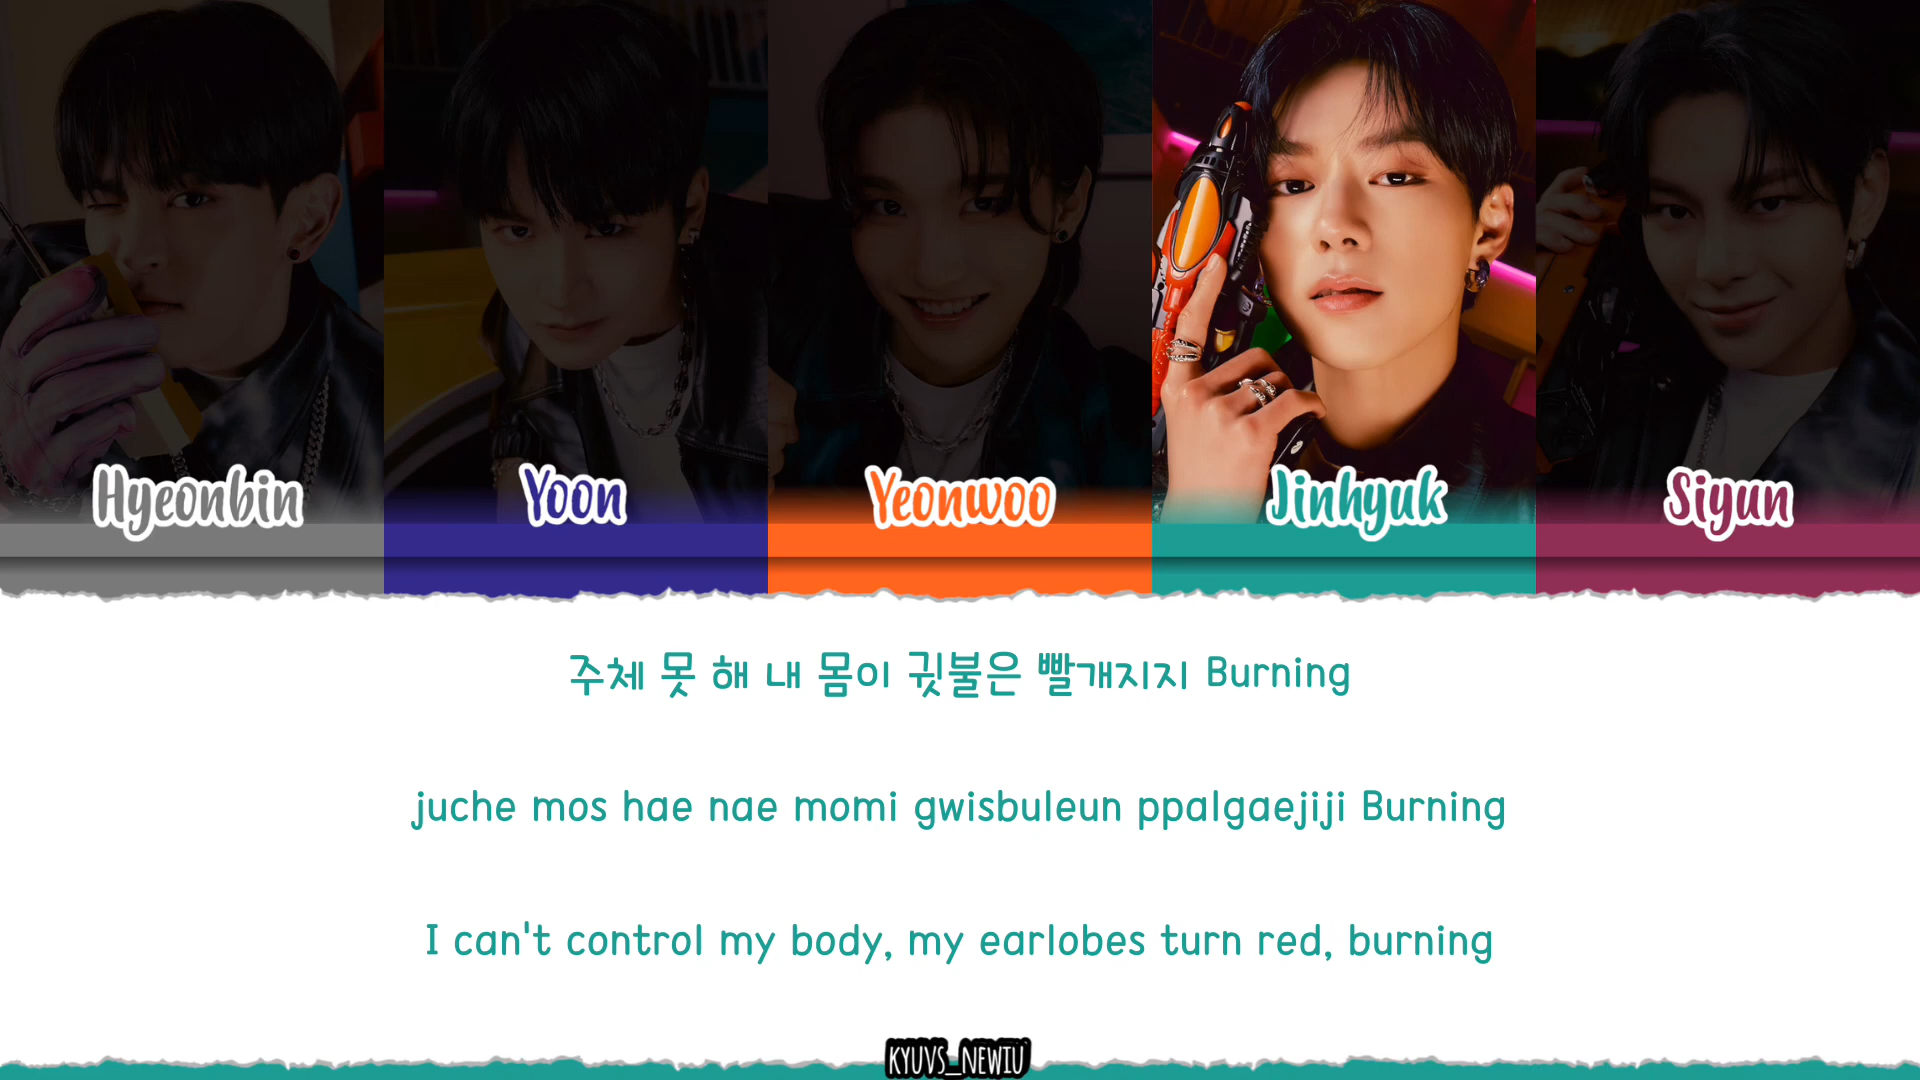 Hyeonbin Yoon Yeonwoo Jinhyuk Siyun
주체 못 해 내 몸이 귓불은 빨개지지 Burning
juche mos hae nae momi gwisbuleun ppalgaejiji Burning
I can't control my body, my earlobes turn red, burning
KYUVS_NEWIU